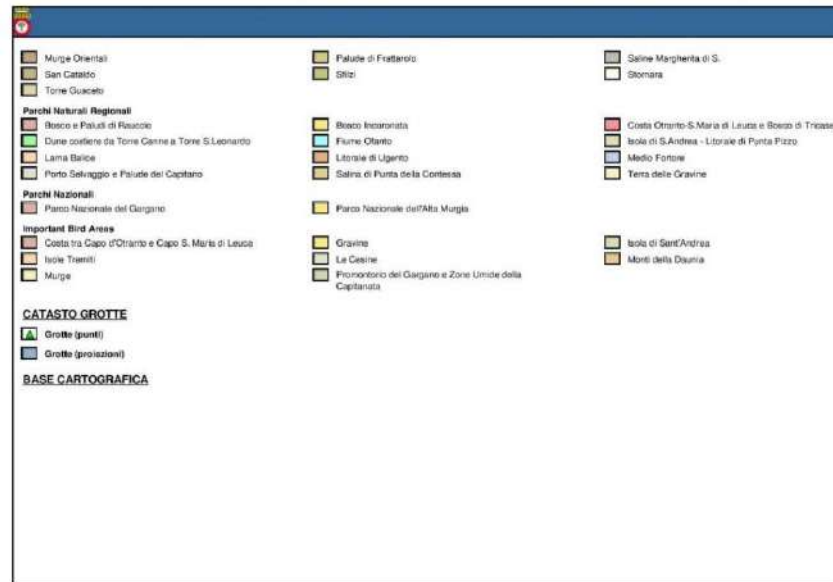 Murge Orientali
Palude di Frattarolo
Saline Margherita di S.
San Cataldo
Sfilzi
Stornara
Torre Guaceto
Parchi Naturali Regionali
Bosco e Paludi di Rauccio
Bosco Incoronata
Costa Otranto-S.Maria di Leuca e Bosco di Tricase
Dune costiere da Torre Canne a Torre S.Leonardo
Fiume Ofanto
Isola di S.Andrea - Litorale di Punta Pizzo
Lama Balice
Litorale di Ugento
Medio Fortore
Porto Selvaggio e Palude del Capitano
Salina di Punta della Contessa
Terra delle Gravine
Parchi Nazionali
Parco Nazionale del Gargano
Parco Nazionale dell'Alta Murgia
Important Bird Areas
Costa tra Capo d'Otranto e Capo S. Maria di Leuca
Gravine
Isola di Sant'Andrea
Isole Tremiti
Le Cesine
Monti della Daunia
Murge
Promontorio del Gargano e Zone Umide della
Capitanata
CATASTO GROTTE
Grotte (punti)
Grotte (proiezioni)
BASE CARTOGRAFICA